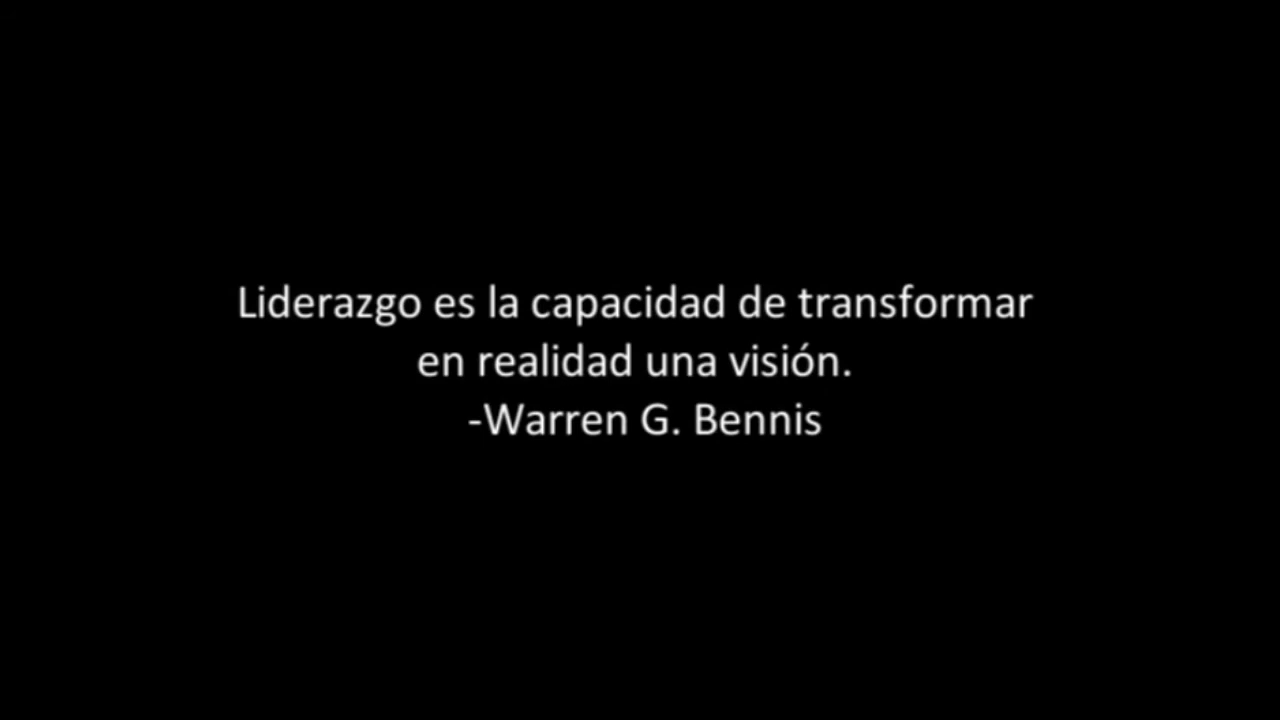 Liderazgo es la capacidad de transformar
en realidad una visión.
-Warren G. Bennis